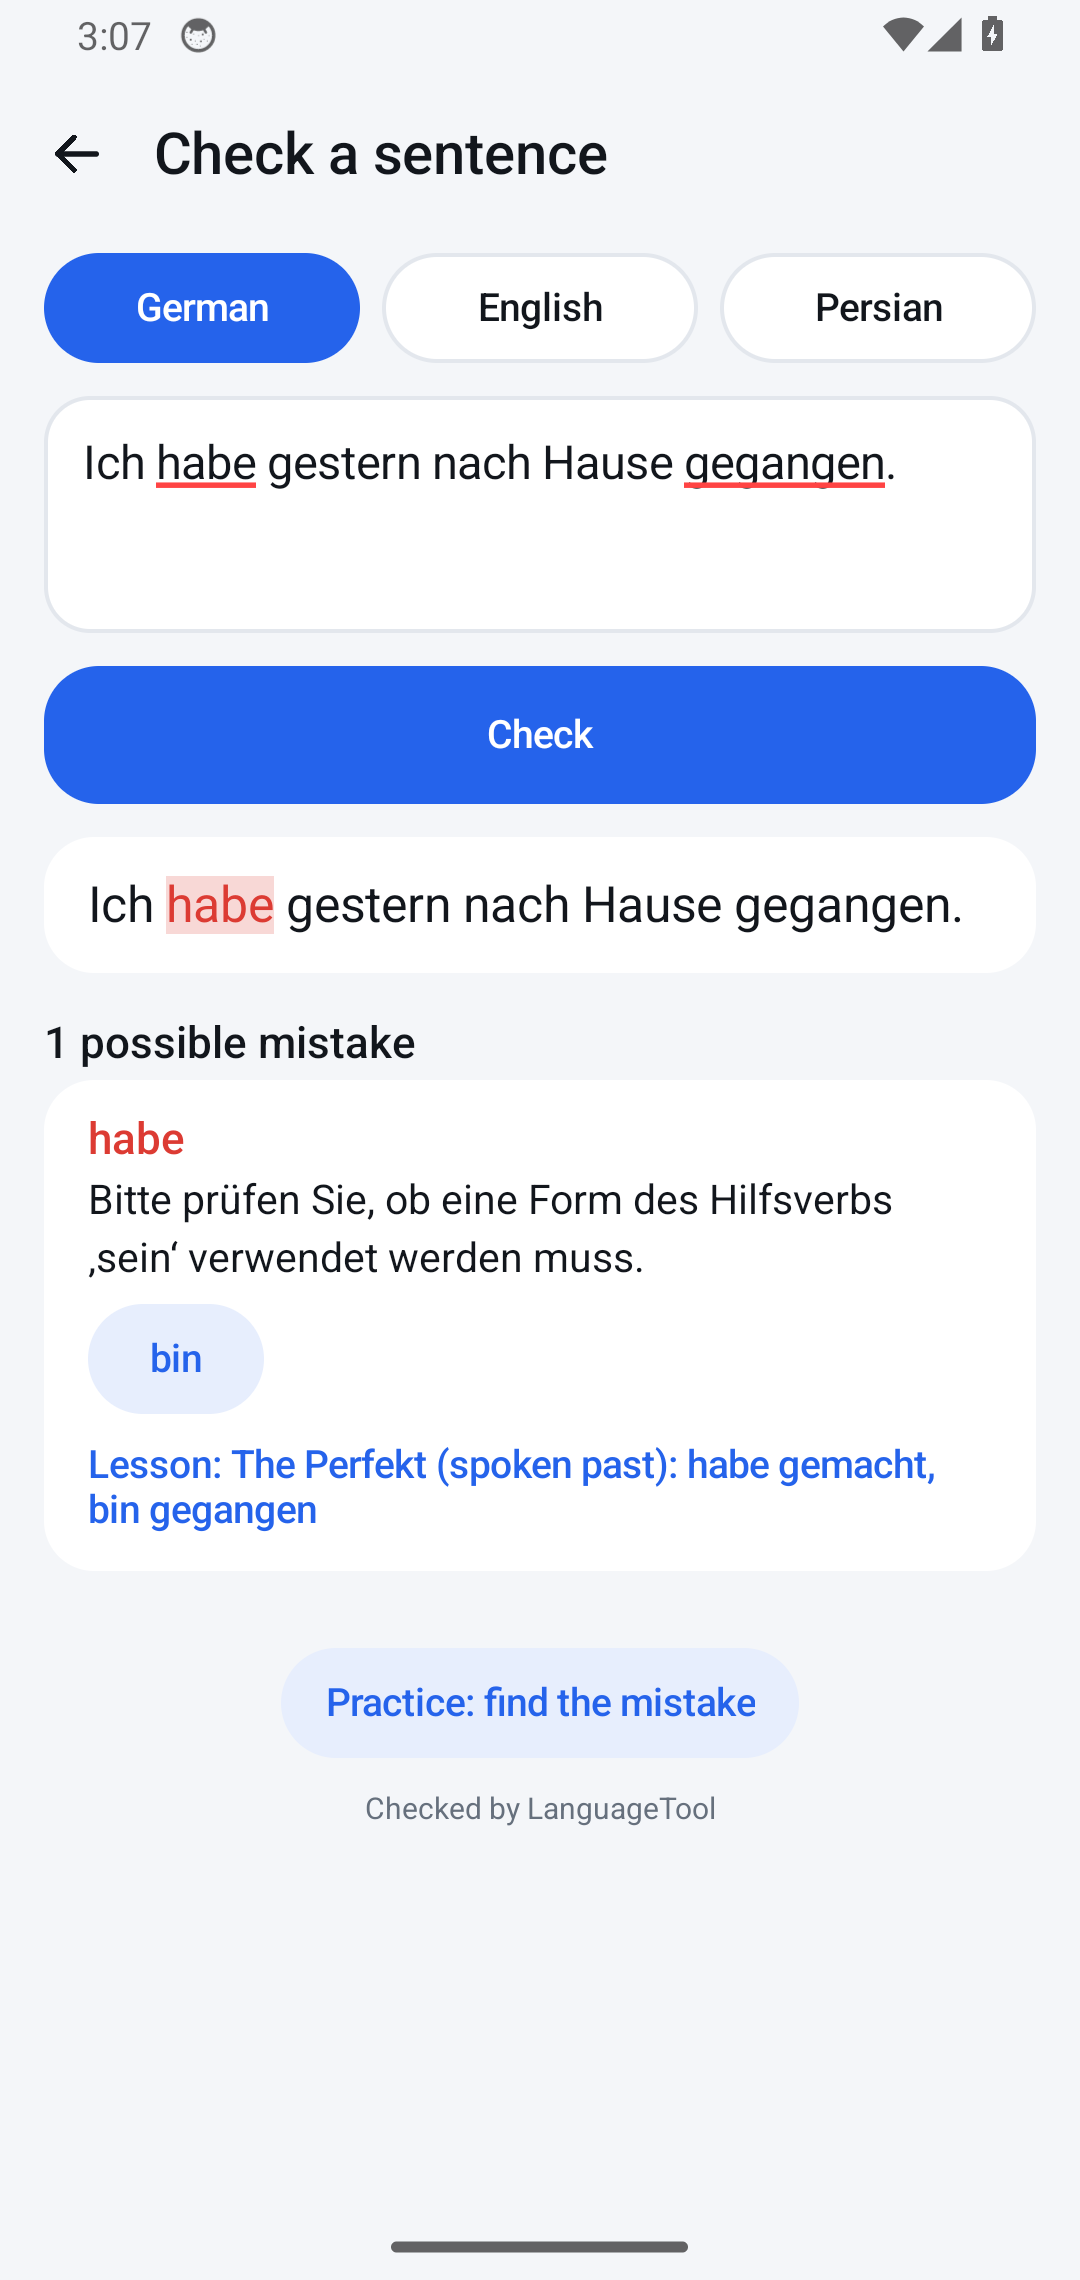 3:07
Check a sentence
German
English
Persian
Ich habe gestern nach Hause gegangen.
Check
Ich habe gestern nach Hause gegangen.
1 possible mistake
habe
Bitte prüfen Sie, ob eine Form des Hilfsverbs
‚sein‘ verwendet werden muss.
bin
Lesson: The Perfekt (spoken past): habe gemacht,
bin gegangen
Practice: find the mistake
Checked by LanguageTool